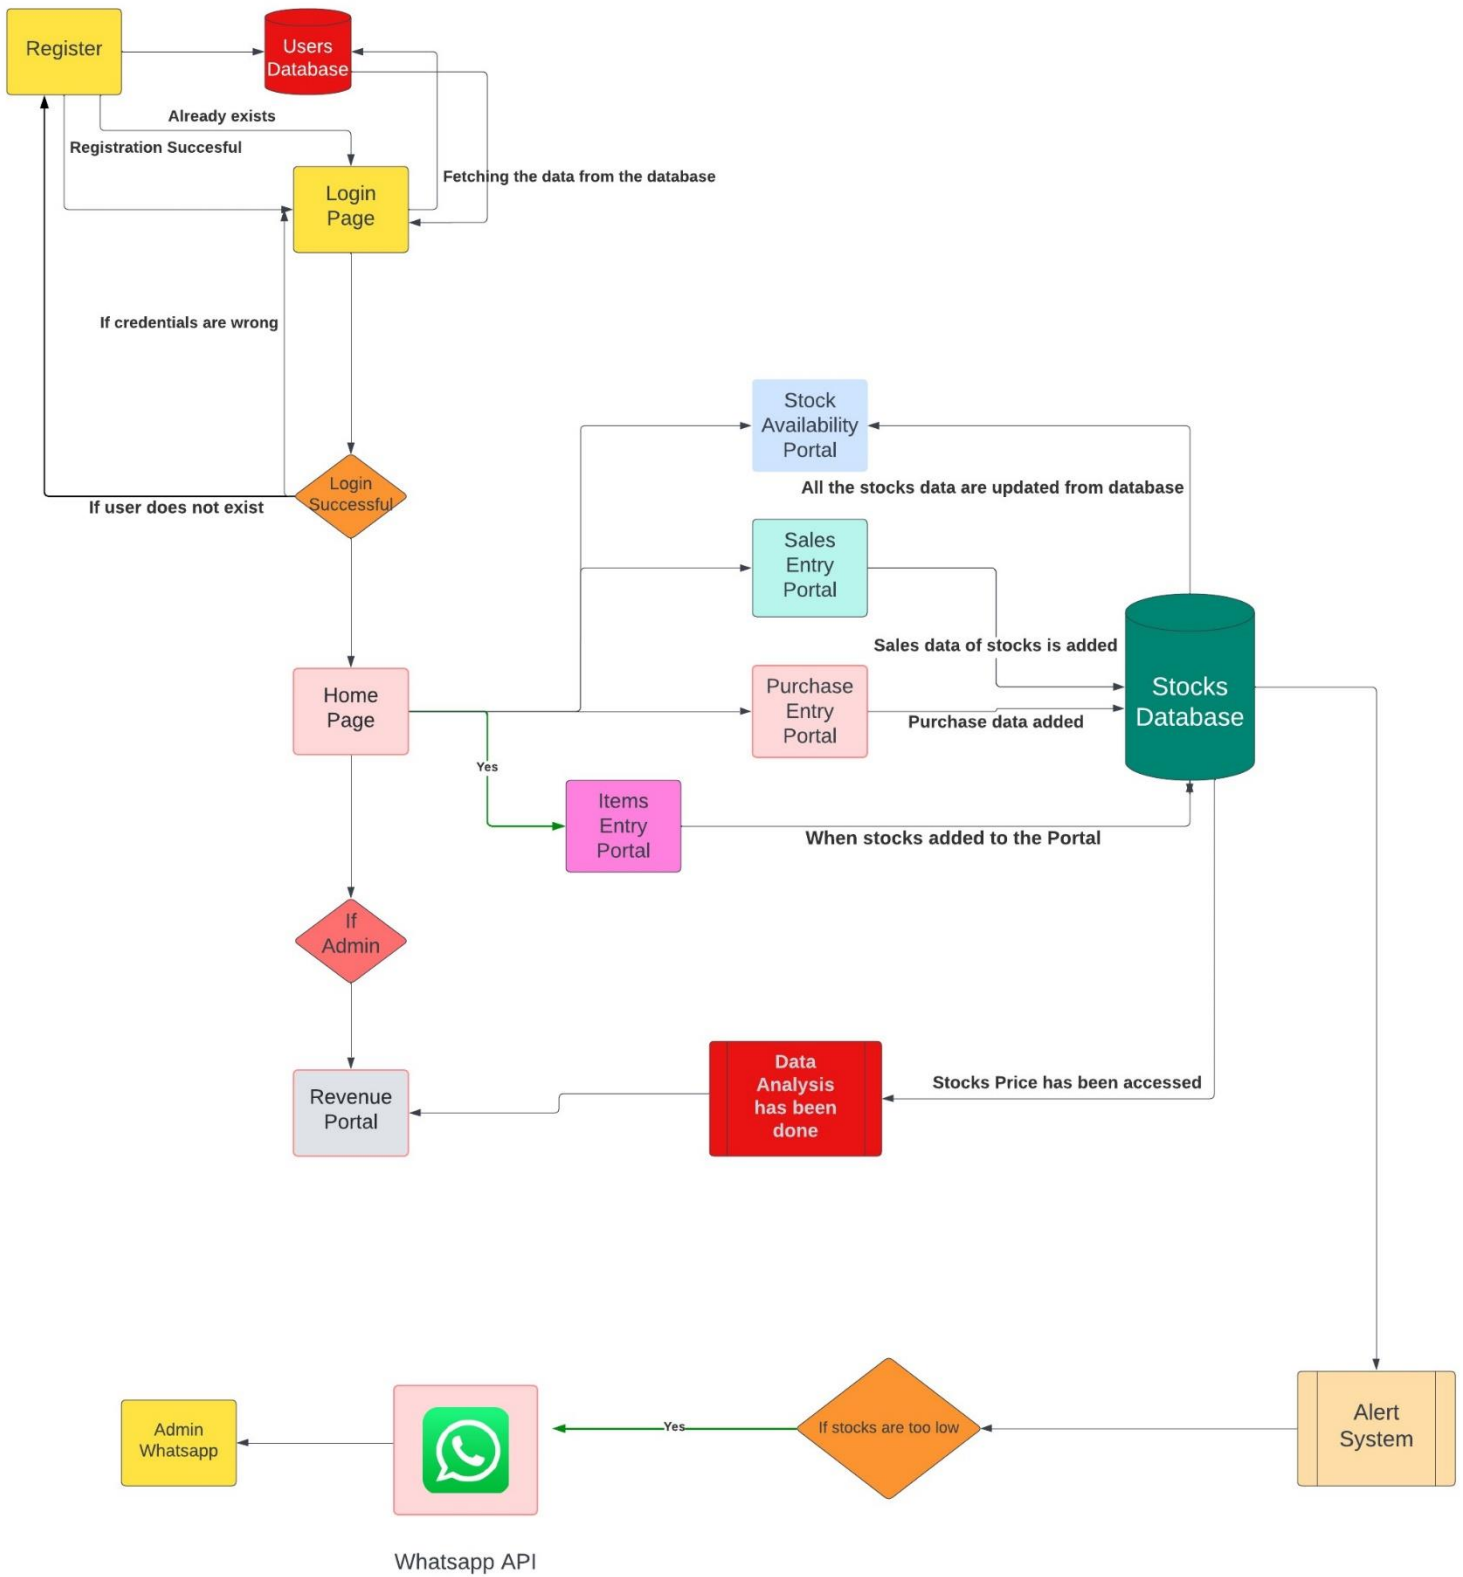 Register
Users
Database
Already exists
Registration Succesful
Login
Page
Fetching the data from the database
If credentials are wrong
Login
Successful
If user does not exist
Stock
Availability
Portal
All the stocks data are updated from database
Sales
Entry
Portal
Sales data of stocks is added
Stocks
Database
Home
Page
Purchase
Entry
Portal
Purchase data added
Yes
Items
Entry
Portal
When stocks added to the Portal
If
Admin
Revenue
Portal
Data
Analysis
has been
done
Stocks Price has been accessed
Admin
Whatsapp
Yes
If stocks are too low
Alert
System
Whatsapp API